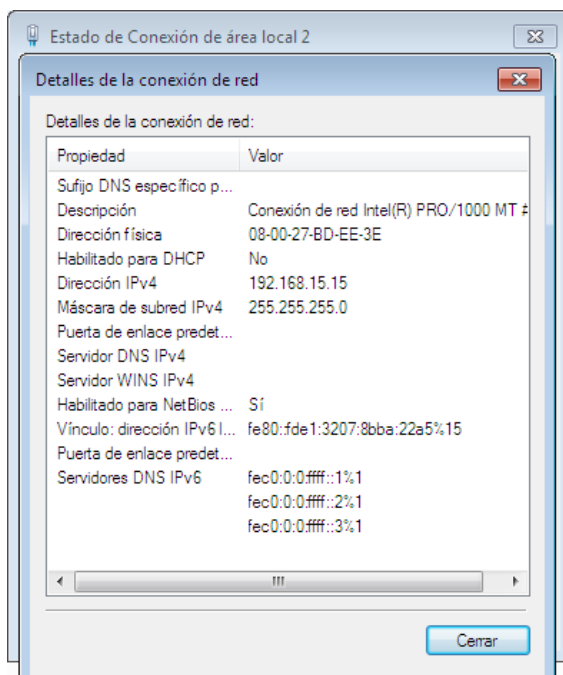 Estado de Conexión de área local 2
Detalles de la conexión de red
Detalles de la conexión de red:
Propiedad Valor
Sufijo DNS específico p...
Descripción Conexión de red Intel(R) PRO/1000 MT #
Dirección física 08-00-27-BD-EE-3E
Habilitado para DHCP No
Dirección IPv4 192.168.15.15
Máscara de subred IPv4 255.255.255.0
Puerta de enlace predet...
Servidor DNS IPv4
Servidor WINS IPv4
Habilitado para NetBios ... Sí
Vínculo: dirección IPv6 l... fe80::fde1:3207:8bba:22a5%15
Puerta de enlace predet...
Servidores DNS IPv6 fec0:0:0:ffff::1%1
fec0:0:0:ffff::2%1
fec0:0:0:ffff::3%1
Cerrar